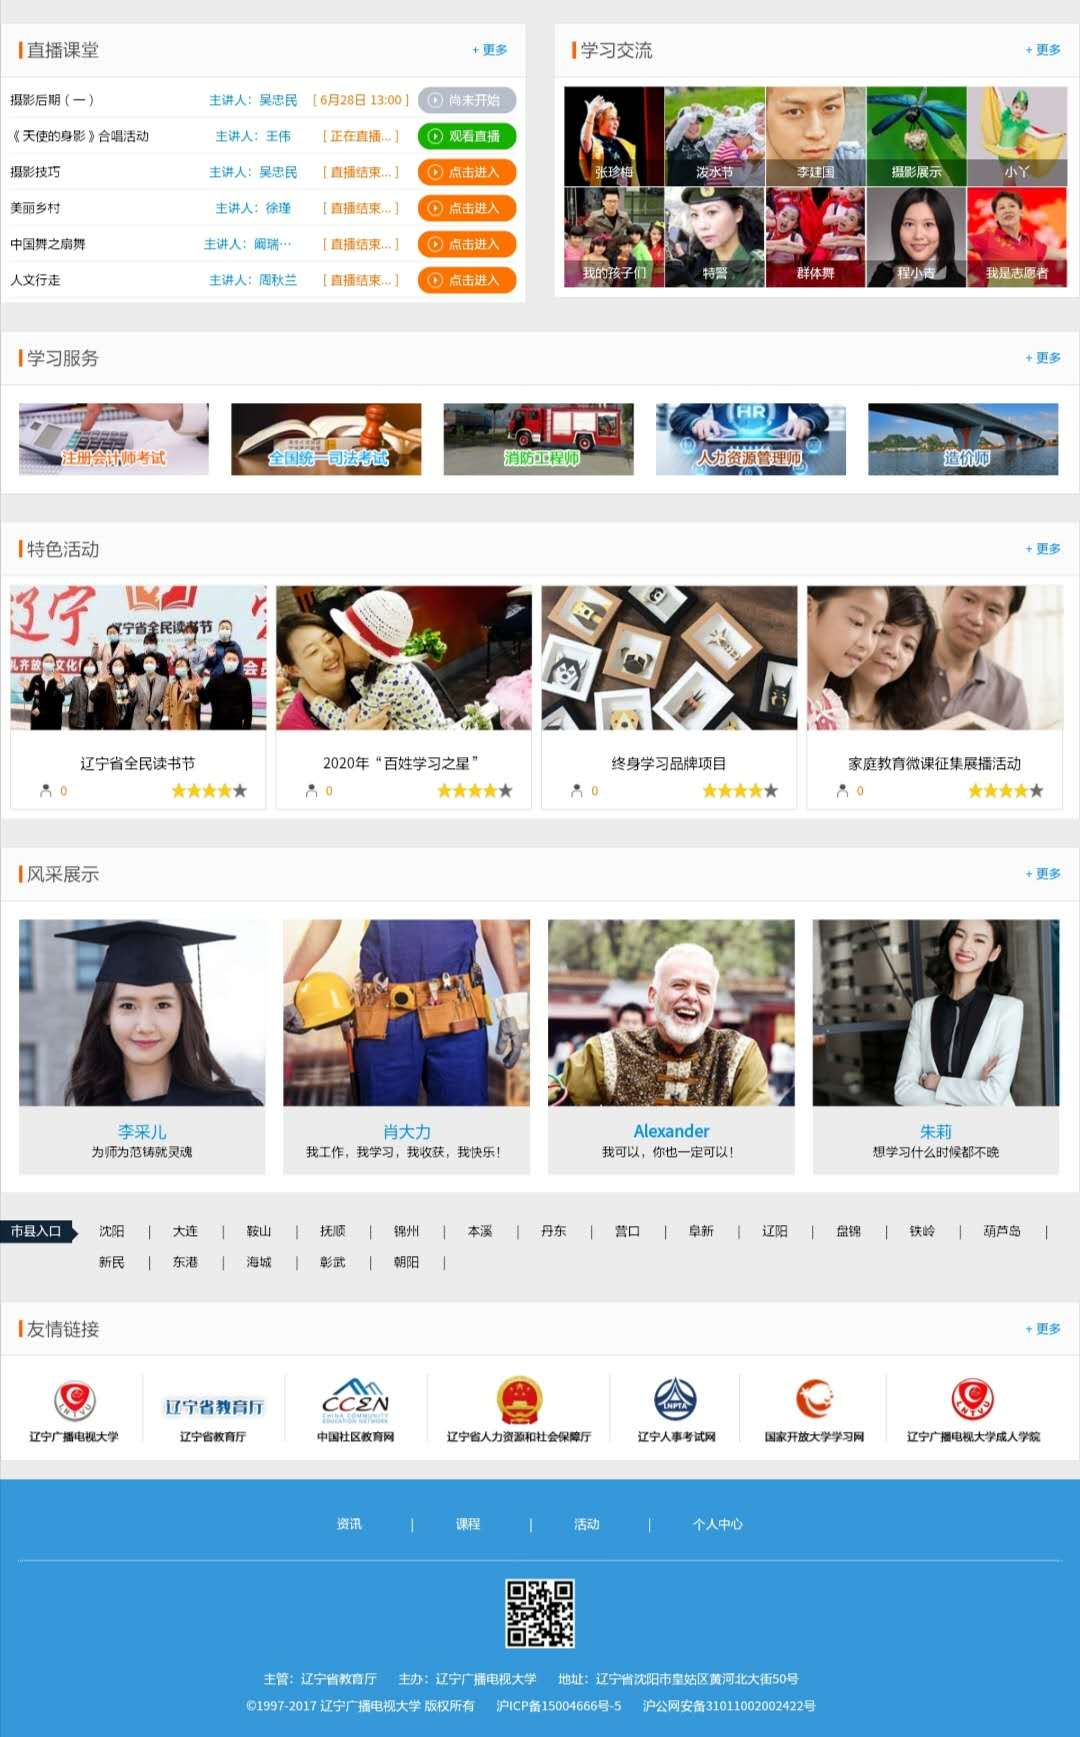 直播课堂 + 更多
摄影后期（一） 主讲人：吴忠民 [ 6月28日 13:00 ] 尚未开始
《天使的身影》合唱活动 主讲人：王伟 [ 正在直播... ] 观看直播
摄影技巧 主讲人：吴忠民 [ 直播结束... ] 点击进入
美丽乡村 主讲人：徐瑾 [ 直播结束... ] 点击进入
中国舞之扇舞 主讲人：阚瑞… [ 直播结束... ] 点击进入
人文行走 主讲人：周秋兰 [ 直播结束... ] 点击进入
学习交流 + 更多
张珍梅 泼水节 李建国 摄影展示 小丫
我的孩子们 特警 群体舞 程小青 我是志愿者
学习服务 + 更多
注册会计师考试 全国统一司法考试 消防工程师 HR 人力资源管理师 造价师
特色活动 + 更多
辽宁
辽宁省全民读书节
辽宁省全民读书节 2020年“百姓学习之星” 终身学习品牌项目 家庭教育微课征集展播活动
0 0 0 0
风采展示 + 更多
李采儿 肖大力 Alexander 朱莉
为师为范铸就灵魂 我工作，我学习，我收获，我快乐！ 我可以，你也一定可以！ 想学习什么时候都不晚
市县入口 沈阳 | 大连 | 鞍山 | 抚顺 | 锦州 | 本溪 | 丹东 | 营口 | 阜新 | 辽阳 | 盘锦 | 铁岭 | 葫芦岛 |
新民 | 东港 | 海城 | 彰武 | 朝阳 |
友情链接 + 更多
LHTVU 辽宁省教育厅 CCEN CHINA COMMUNITY EDUCATION NETWORK LNPTA LHTVU
辽宁广播电视大学 辽宁省教育厅 中国社区教育网 辽宁省人力资源和社会保障厅 辽宁人事考试网 国家开放大学学习网 辽宁广播电视大学成人学院
资讯 | 课程 | 活动 | 个人中心
主管：辽宁省教育厅 主办：辽宁广播电视大学 地址：辽宁省沈阳市皇姑区黄河北大街50号
©1997-2017 辽宁广播电视大学 版权所有 沪ICP备15004666号-5 沪公网安备31011002002422号